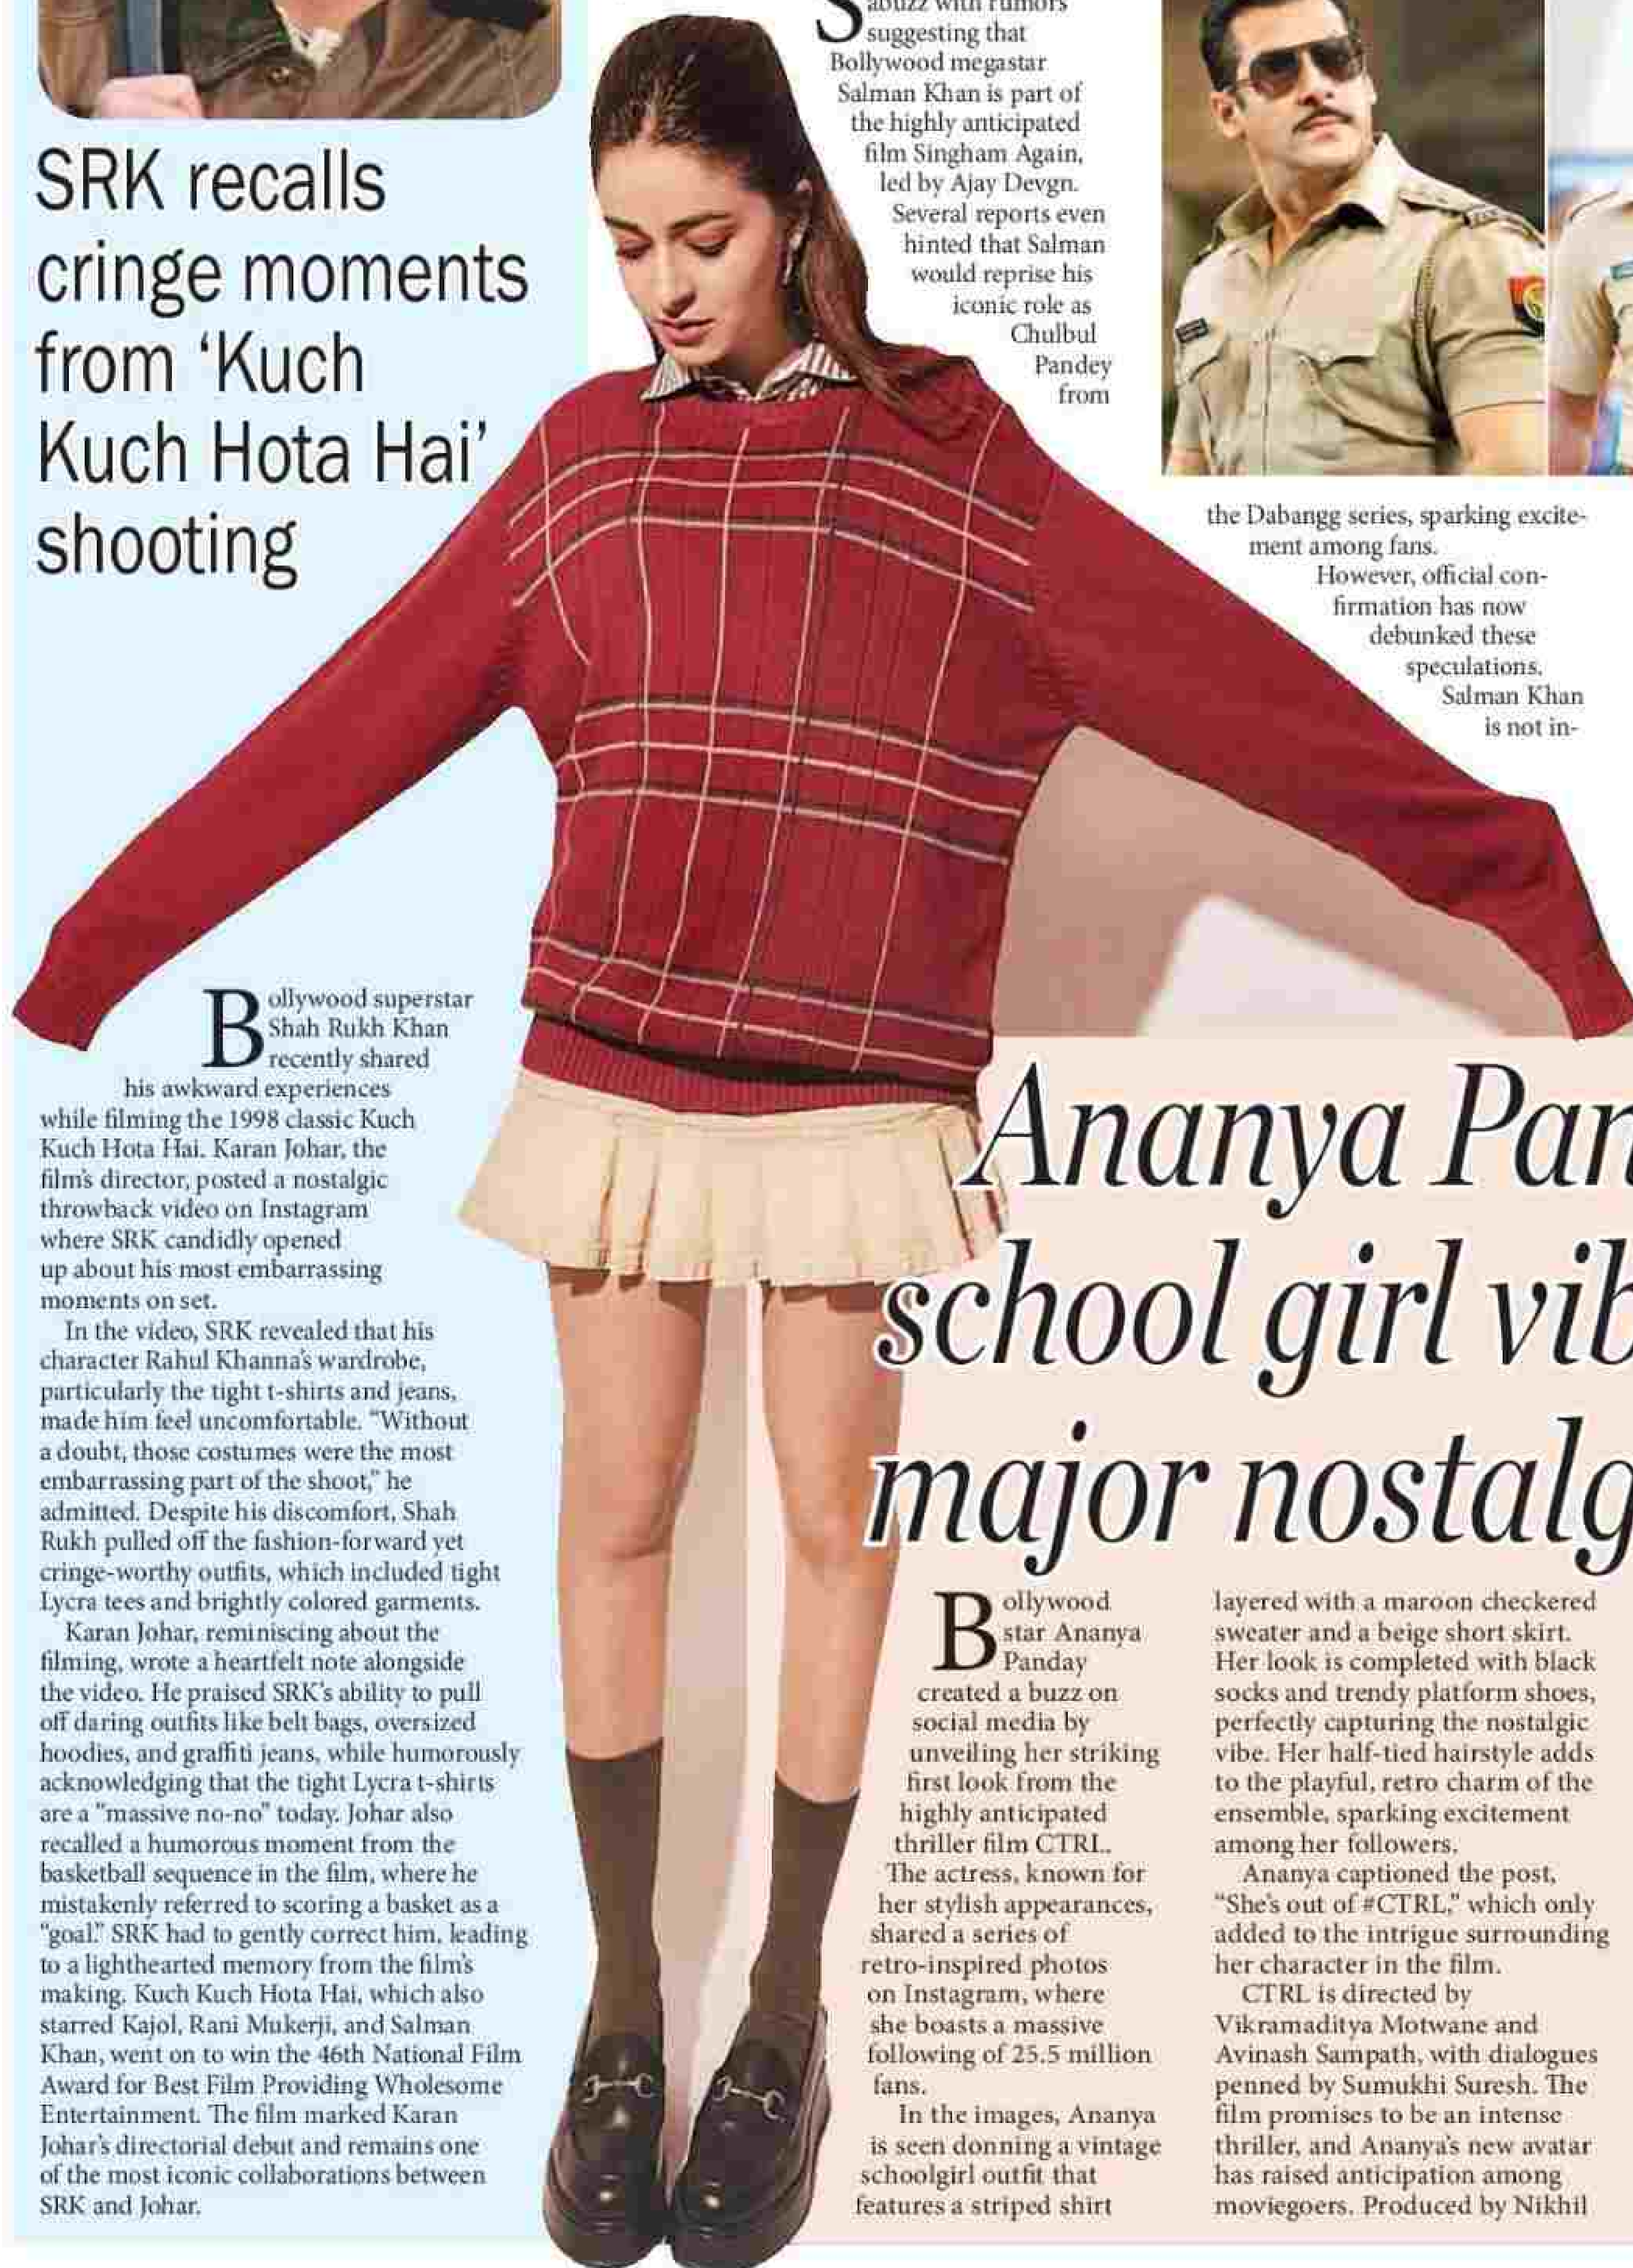 SRK recalls
cringe moments
from ‘Kuch
Kuch Hota Hai’
shooting
Bollywood superstar
Shah Rukh Khan
recently shared
his awkward experiences
while filming the 1998 classic Kuch
Kuch Hota Hai. Karan Johar, the
film's director, posted a nostalgic
throwback video on Instagram
where SRK candidly opened
up about his most embarrassing
moments on set.
In the video, SRK revealed that his
character Rahul Khanna's wardrobe,
particularly the tight t-shirts and jeans,
made him feel uncomfortable. “Without
a doubt, those costumes were the most
embarrassing part of the shoot,” he
admitted. Despite his discomfort, Shah
Rukh pulled off the fashion-forward yet
cringe-worthy outfits, which included tight
Lycra tees and brightly colored garments.
Karan Johar, reminiscing about the
filming, wrote a heartfelt note alongside
the video. He praised SRK's ability to pull
off daring outfits like belt bags, oversized
hoodies, and graffiti jeans, while humorously
acknowledging that the tight Lycra t-shirts
are a “massive no-no” today. Johar also
recalled a humorous moment from the
basketball sequence in the film, where he
mistakenly referred to scoring a basket as a
“goal.” SRK had to gently correct him, leading
to a lighthearted memory from the film's
making. Kuch Kuch Hota Hai, which also
starred Kajol, Rani Mukerji, and Salman
Khan, went on to win the 46th National Film
Award for Best Film Providing Wholesome
Entertainment. The film marked Karan
Johar's directorial debut and remains one
of the most iconic collaborations between
SRK and Johar.
abuzz with rumors
suggesting that
Bollywood megastar
Salman Khan is part of
the highly anticipated
film Singham Again,
led by Ajay Devgn.
Several reports even
hinted that Salman
would reprise his
iconic role as
Chulbul
Pandey
from
the Dabangg series, sparking excite-
ment among fans.
However, official con-
firmation has now
debunked these
speculations.
Salman Khan
is not in-
Ananya Pan
school girl vib
major nostalg
Bollywood
star Ananya
Panday
created a buzz on
social media by
unveiling her striking
first look from the
highly anticipated
thriller film CTRL.
The actress, known for
her stylish appearances,
shared a series of
retro-inspired photos
on Instagram, where
she boasts a massive
following of 25.5 million
fans.
In the images, Ananya
is seen donning a vintage
schoolgirl outfit that
features a striped shirt
layered with a maroon checkered
sweater and a beige short skirt.
Her look is completed with black
socks and trendy platform shoes,
perfectly capturing the nostalgic
vibe. Her half-tied hairstyle adds
to the playful, retro charm of the
ensemble, sparking excitement
among her followers.
Ananya captioned the post,
“She's out of #CTRL,” which only
added to the intrigue surrounding
her character in the film.
CTRL is directed by
Vikramaditya Motwane and
Avinash Sampath, with dialogues
penned by Sumukhi Suresh. The
film promises to be an intense
thriller, and Ananya's new avatar
has raised anticipation among
moviegoers. Produced by Nikhil